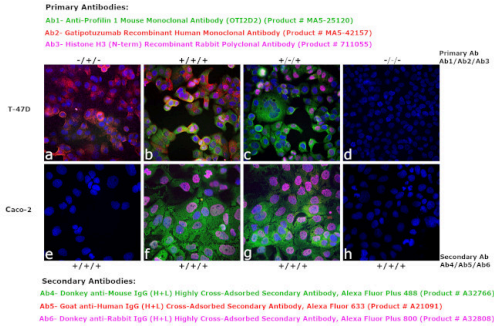 Primary Antibodies:
Ab1- Anti-Profilin 1 Mouse Monoclonal Antibody (OTI2D2) (Product # MA5-25120)
Ab2- Gatipotuzumab Recombinant Human Monoclonal Antibody (Product # MA5-42157)
Ab3- Histone H3 (N-term) Recombinant Rabbit Polyclonal Antibody (Product # 711055)
-/+/- +/+/+ +/-/+ -/-/- Primary Ab
Ab1/Ab2/Ab3
T-47D
a b c d
Caco-2
e f g h
Secondary Ab
+/+/+ +/+/+ +/+/+ +/+/+ Ab4/Ab5/Ab6
Secondary Antibodies:
Ab4- Donkey anti-Mouse IgG (H+L) Highly Cross-Adsorbed Secondary Antibody, Alexa Fluor Plus 488 (Product # A32766)
Ab5- Goat anti-Human IgG (H+L) Cross-Adsorbed Secondary Antibody, Alexa Fluor 633 (Product # A21091)
Ab6- Donkey anti-Rabbit IgG (H+L) Highly Cross-Adsorbed Secondary Antibody, Alexa Fluor Plus 800 (Product # A32808)